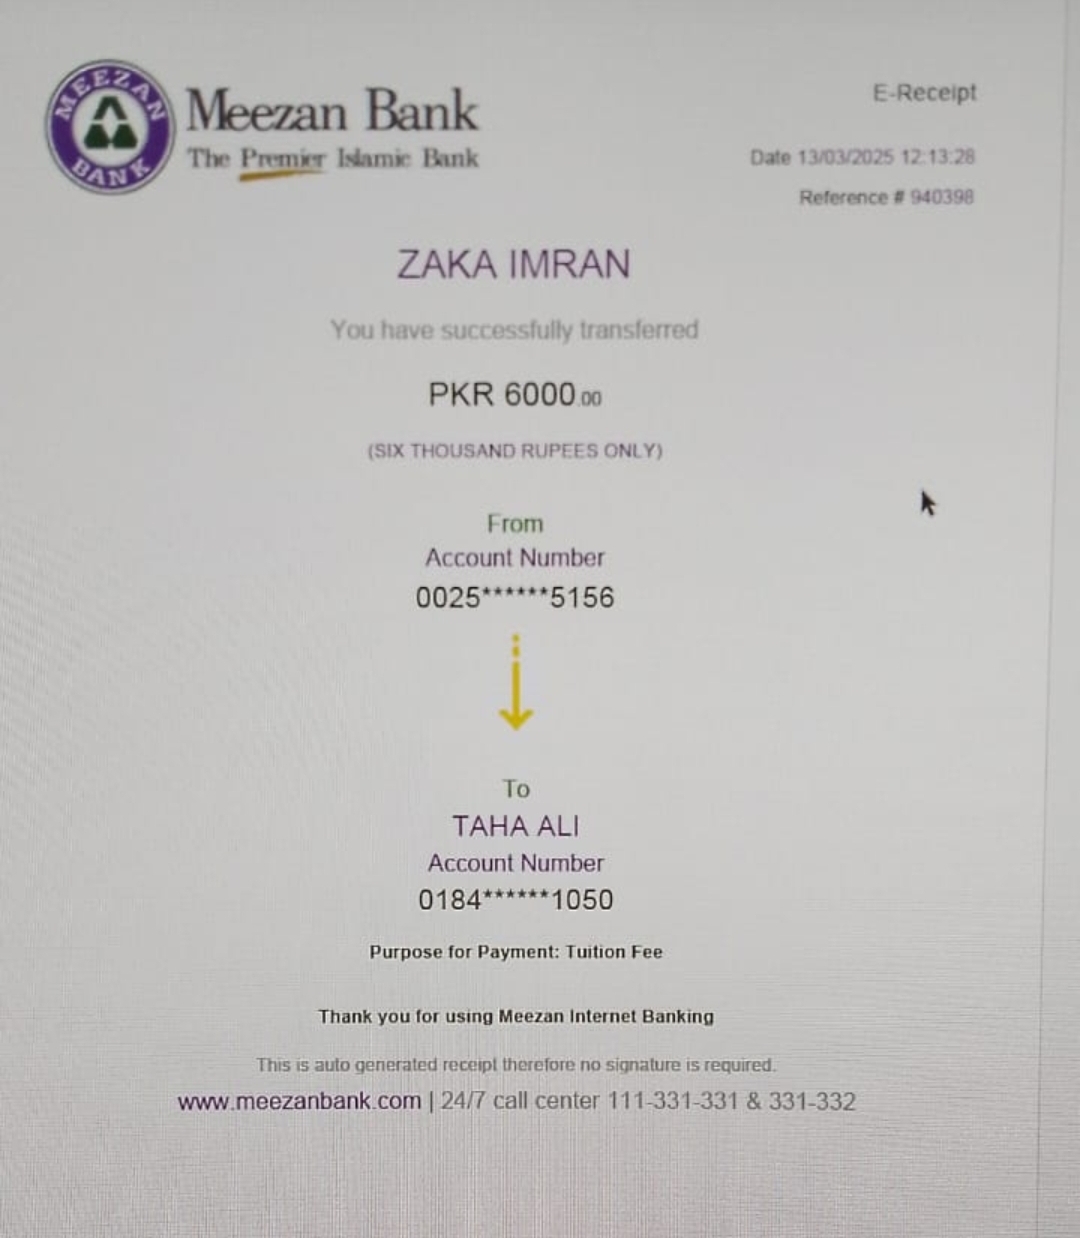 MEEZAN BANK
Meezan Bank
The Premier Islamic Bank
E-Receipt
Date 13/03/2025 12:13:28
Reference # 940398
ZAKA IMRAN
You have successfully transferred
PKR 6000.00
(SIX THOUSAND RUPEES ONLY)
From
Account Number
0025******5156
To
TAHA ALI
Account Number
0184******1050
Purpose for Payment: Tuition Fee
Thank you for using Meezan Internet Banking
This is auto generated receipt therefore no signature is required.
www.meezanbank.com | 24/7 call center 111-331-331 & 331-332